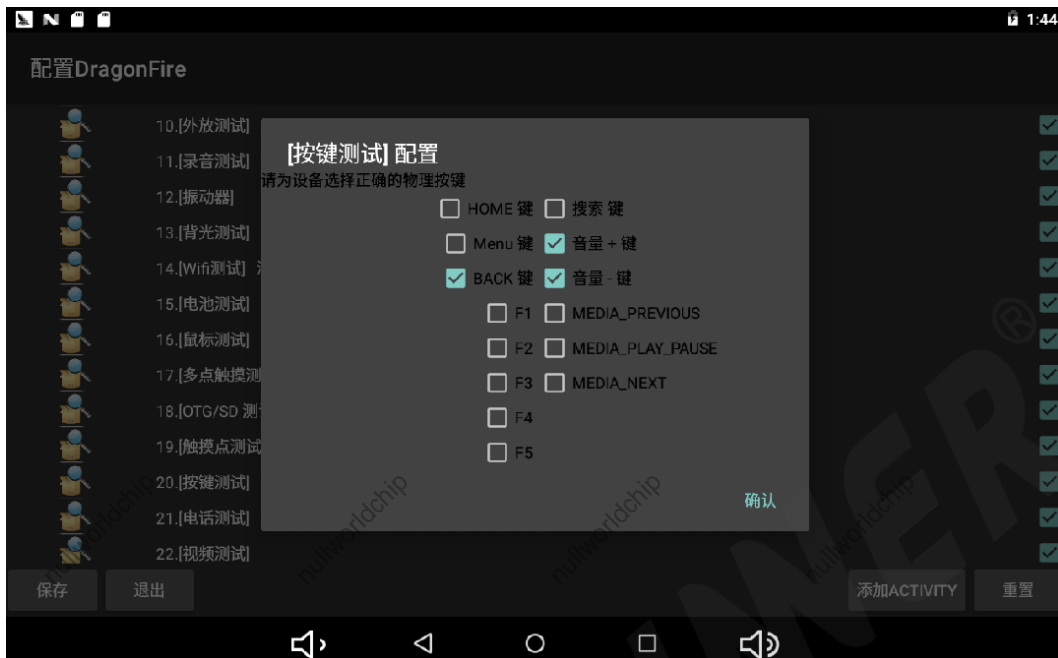 1:44
配置DragonFire
10.[外放测试]
11.[录音测试]
12.[振动器]
13.[背光测试]
14.[Wifi测试]
15.[电池测试]
16.[鼠标测试]
17.[多点触摸测
18.[OTG/SD 测
19.[触摸点测试
20.[按键测试]
21.[电话测试]
22.[视频测试]
[按键测试] 配置
请为设备选择正确的物理按键
HOME 键 搜索 键
Menu 键 音量 + 键
BACK 键 音量 - 键
F1 MEDIA_PREVIOUS
F2 MEDIA_PLAY_PAUSE
F3 MEDIA_NEXT
F4
F5
确认
保存 退出 添加ACTIVITY 重置
nullworldchip
nullworldchip
nullworldchip
nullworldchip